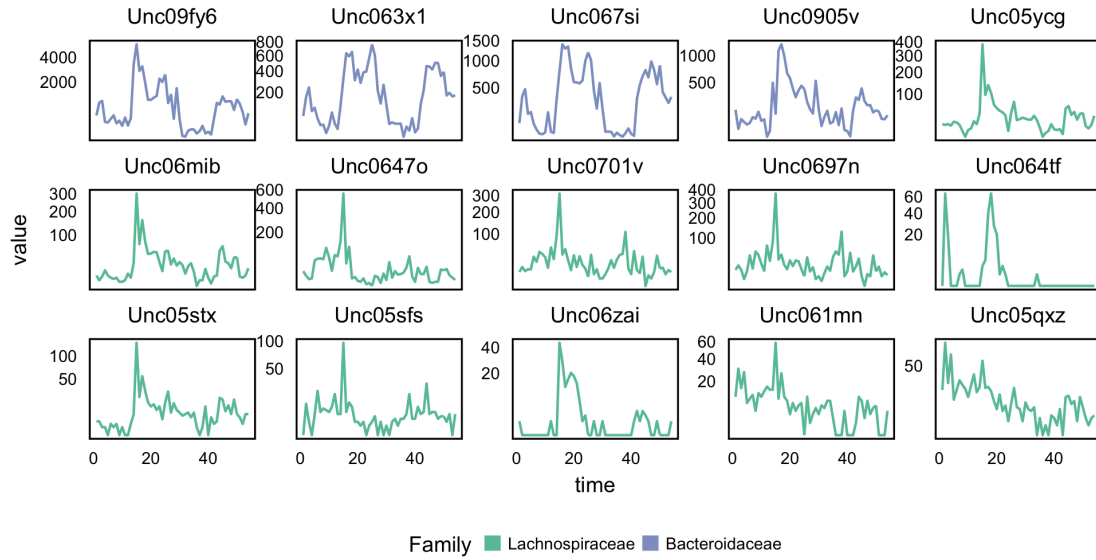 Unc09fy6 Unc063x1 Unc067si Unc0905v Unc05ycg
4000 2000
800 600 400 200
1500 1000 500
1000 500
400 300 200 100
Unc06mib Unc0647o Unc0701v Unc0697n Unc064tf
300 200 100
600 400 200
300 200 100
400 300 200 100
60 40 20
value
Unc05stx Unc05sfs Unc06zai Unc061mn Unc05qxz
100 50
100 50
40 20
60 40 20
50
0 20 40 0 20 40 0 20 40 0 20 40 0 20 40
time
Family Lachnospiraceae Bacteroidaceae